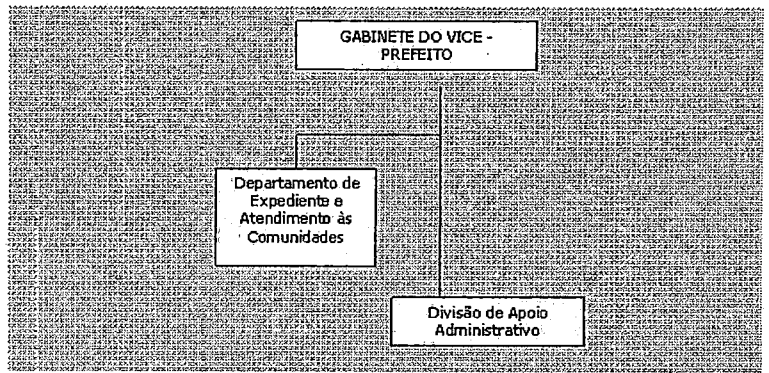 GABINETE DO VICE -
PREFEITO
Departamento de
Expediente e
Atendimento às
Comunidades
Divisão de Apoio
Administrativo